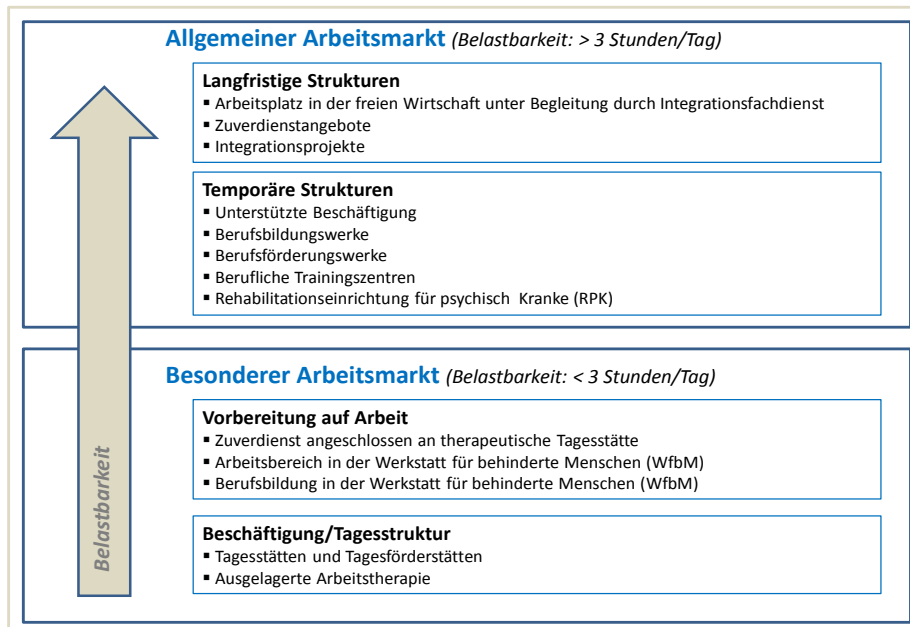 Allgemeiner Arbeitsmarkt (Belastbarkeit: > 3 Stunden/Tag)
Langfristige Strukturen
▪ Arbeitsplatz in der freien Wirtschaft unter Begleitung durch Integrationsfachdienst
▪ Zuverdienstangebote
▪ Integrationsprojekte
Temporäre Strukturen
▪ Unterstützte Beschäftigung
▪ Berufsbildungswerke
▪ Berufsförderungswerke
▪ Berufliche Trainingszentren
▪ Rehabilitationseinrichtung für psychisch Kranke (RPK)
Besonderer Arbeitsmarkt (Belastbarkeit: < 3 Stunden/Tag)
Vorbereitung auf Arbeit
▪ Zuverdienst angeschlossen an therapeutische Tagesstätte
▪ Arbeitsbereich in der Werkstatt für behinderte Menschen (WfbM)
▪ Berufsbildung in der Werkstatt für behinderte Menschen (WfbM)
Beschäftigung/Tagesstruktur
▪ Tagesstätten und Tagesförderstätten
▪ Ausgelagerte Arbeitstherapie
Belastbarkeit